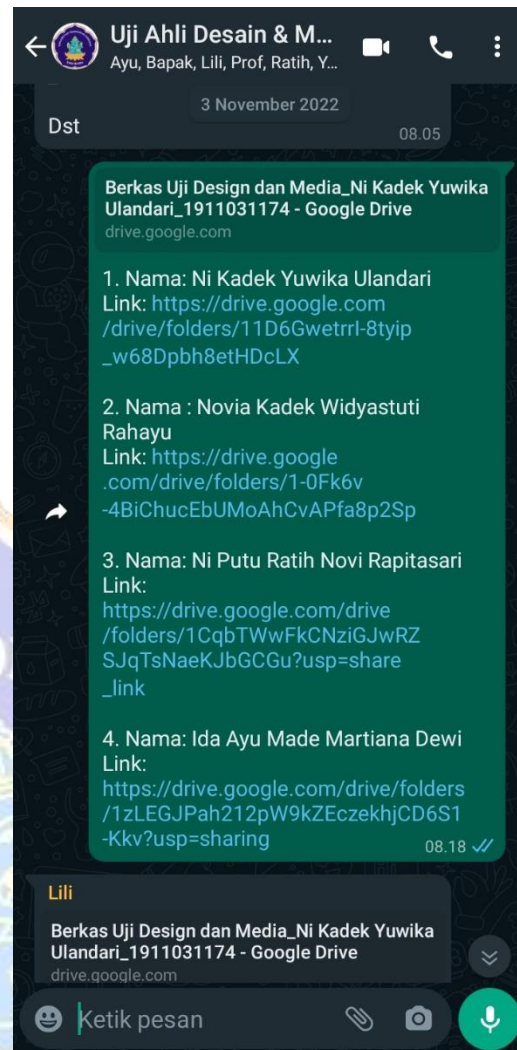 Uji Ahli Desain & M...
Ayu, Bapak, Lili, Prof, Ratih, Y...
3 November 2022
Dst
08.05
Berkas Uji Design dan Media_Ni Kadek Yuwika
Ulandari_1911031174 - Google Drive
drive.google.com
1. Nama: Ni Kadek Yuwika Ulandari
Link: https://drive.google.com
/drive/folders/11D6Gwetrrl-8tyip
_w68Dpbh8etHDcLX
2. Nama : Novia Kadek Widyastuti
Rahayu
Link: https://drive.google
.com/drive/folders/1-0Fk6v
-4BiChucEbUMoAhCvAPfa8p2Sp
3. Nama: Ni Putu Ratih Novi Rapitasari
Link:
https://drive.google.com/drive
/folders/1CqbTWwFkCNziGJwRZ
SJqTsNaeKJbGCGu?usp=share
_link
4. Nama: Ida Ayu Made Martiana Dewi
Link:
https://drive.google.com/drive/folders
/1zLEGJPah212pW9kZEczekhjCD6S1
-Kkv?usp=sharing
08.18
Lili
Berkas Uji Design dan Media_Ni Kadek Yuwika
Ulandari_1911031174 - Google Drive
drive.google.com
Ketik pesan